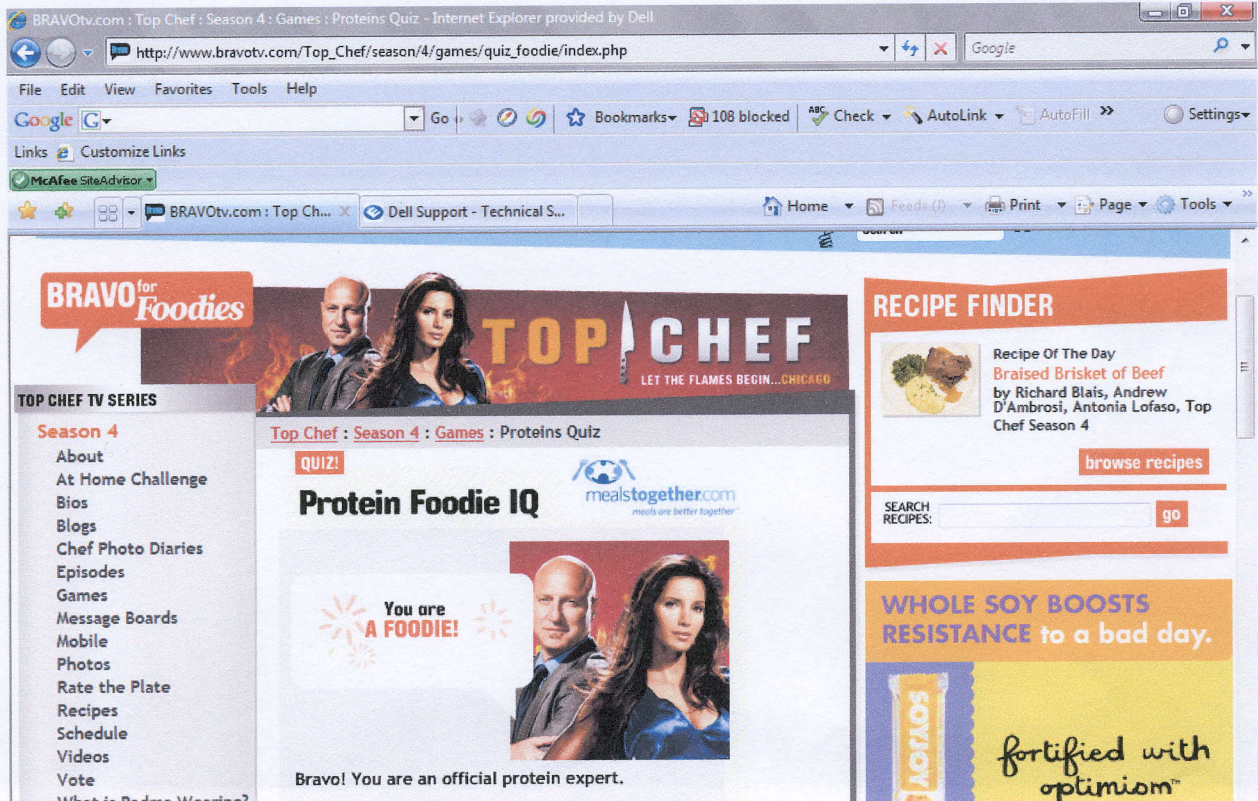 BRAVOtv.com : Top Chef : Season 4 : Games : Proteins Quiz - Internet Explorer provided by Dell
http://www.bravotv.com/Top_Chef/season/4/games/quiz_foodie/index.php
Google
File Edit View Favorites Tools Help
Google G Go Bookmarks 108 blocked ABC Check AutoLink AutoFill Settings
Links Customize Links
McAfee SiteAdvisor
BRAVOtv.com : Top Ch... Dell Support - Technical S... Home Feeds (J) Print Page Tools
BRAVO for Foodies
TOP CHEF
LET THE FLAMES BEGIN...CHICAGO
TOP CHEF TV SERIES
Season 4
About
At Home Challenge
Bios
Blogs
Chef Photo Diaries
Episodes
Games
Message Boards
Mobile
Photos
Rate the Plate
Recipes
Schedule
Videos
Vote
What is Padma Wearing?
Top Chef : Season 4 : Games : Proteins Quiz
QUIZ!
Protein Foodie IQ
mealstogether.com
meals are better together
You are
A FOODIE!
Bravo! You are an official protein expert.
RECIPE FINDER
Recipe Of The Day
Braised Brisket of Beef
by Richard Blais, Andrew
D'Ambrosi, Antonia Lofaso, Top
Chef Season 4
browse recipes
SEARCH
RECIPES:
go
WHOLE SOY BOOSTS
RESISTANCE to a bad day.
SOYJOY
fortified with
optimism™